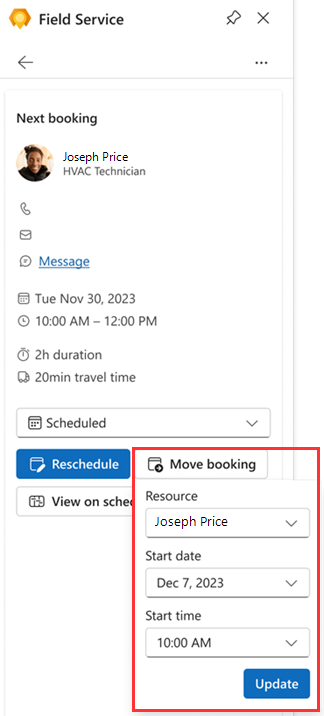 Field Service
Next booking
Joseph Price
HVAC Technician
Message
Tue Nov 30, 2023
10:00 AM – 12:00 PM
2h duration
20min travel time
Scheduled
Reschedule
Move booking
View on sche
Resource
Joseph Price
Start date
Dec 7, 2023
Start time
10:00 AM
Update